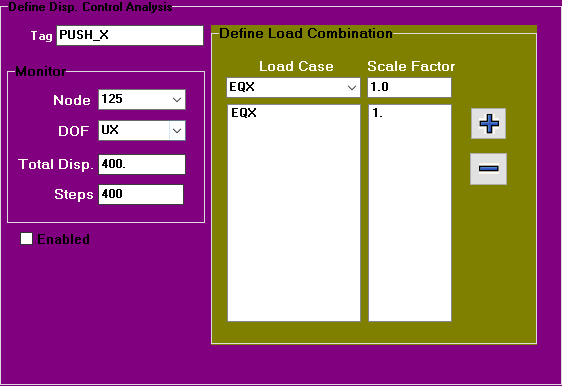 Define Disp. Control Analysis
Tag PUSH_X
Monitor
Node 125
DOF UX
Total Disp. 400.
Steps 400
Enabled
Define Load Combination
Load Case Scale Factor
EQX 1.0
EQX 1.